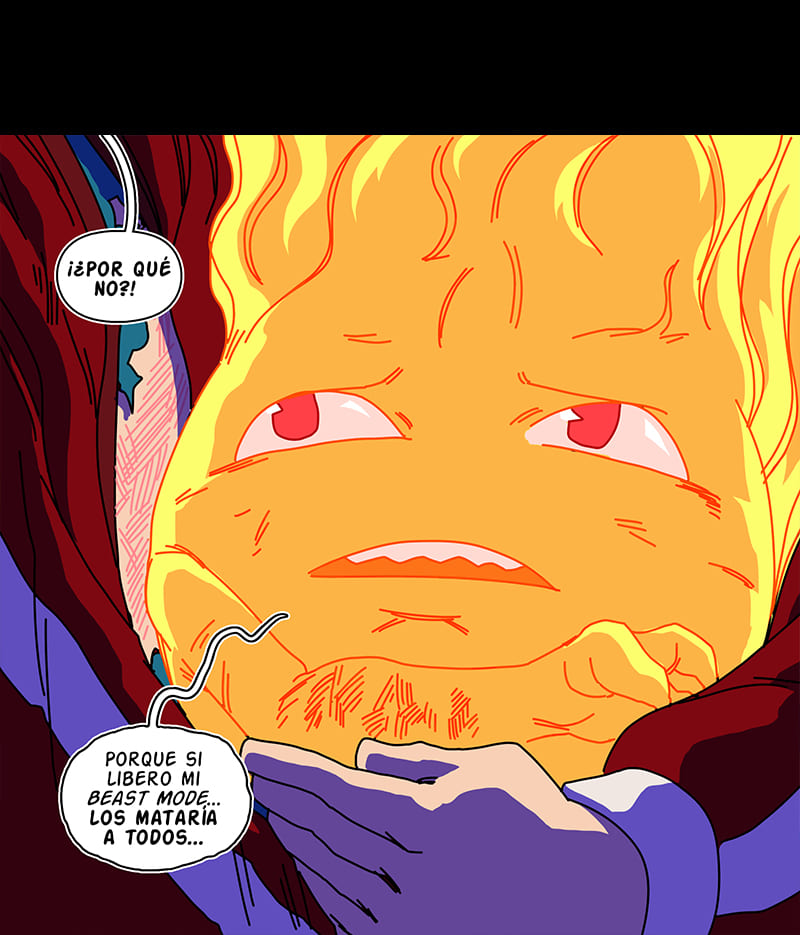 ¡¿POR QUÉ
NO?!
PORQUE SI
LIBERO MI
BEAST MODE...
LOS MATARÍA
A TODOS...